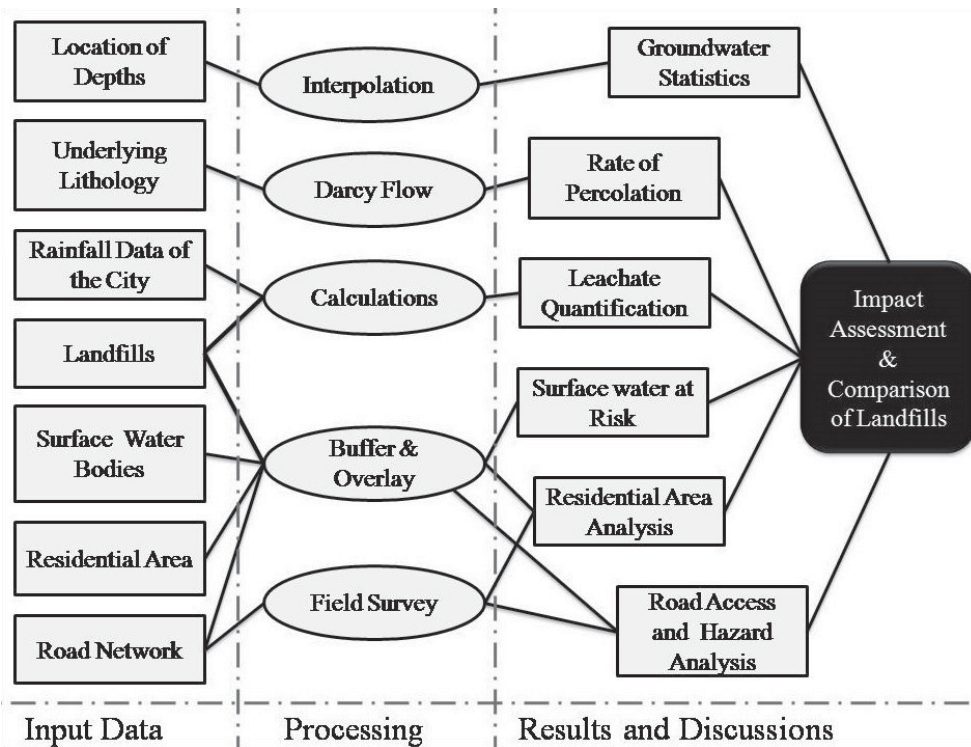 Location of
Depths
Underlying
Lithology
Rainfall Data of
the City
Landfills
Surface Water
Bodies
Residential Area
Road Network
Interpolation
Darcy Flow
Calculations
Buffer &
Overlay
Field Survey
Groundwater
Statistics
Rate of
Percolation
Leachate
Quantification
Surface water at
Risk
Residential Area
Analysis
Road Access
and Hazard
Analysis
Impact
Assessment
&
Comparison
of Landfills
Input Data
Processing
Results and Discussions